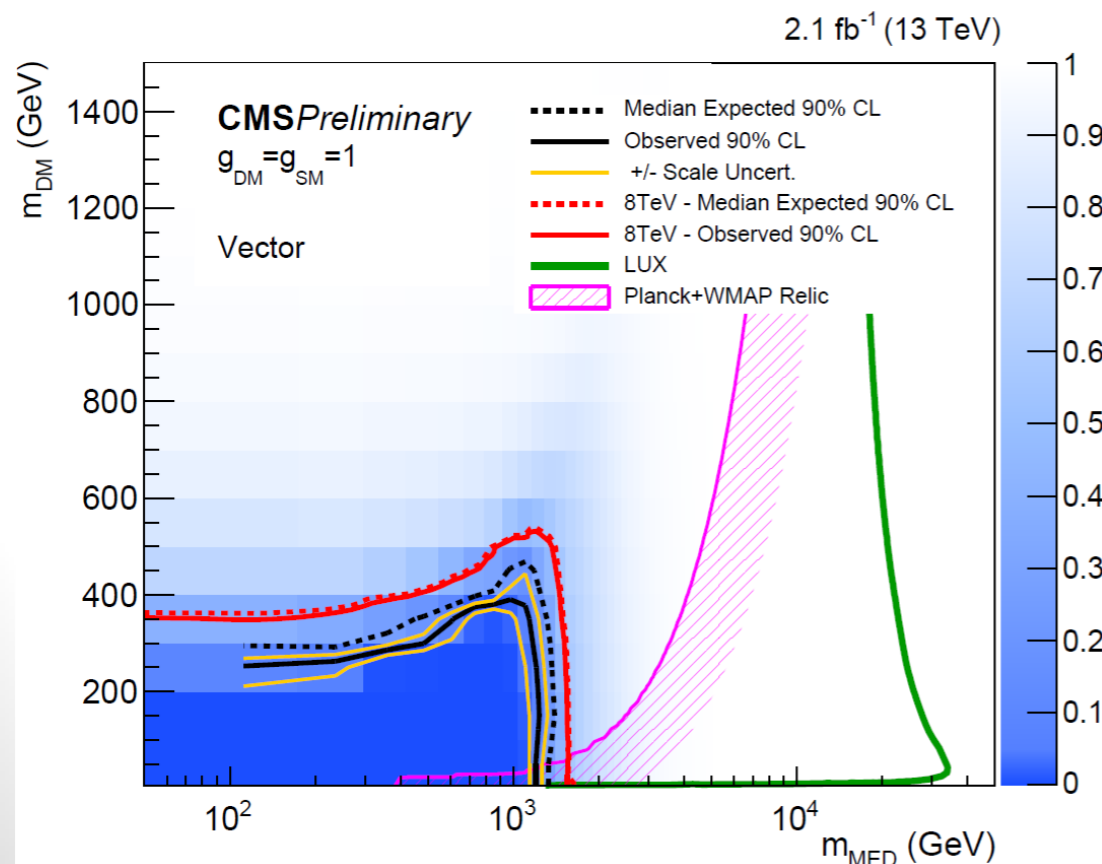 2.1 fb⁻¹ (13 TeV)
m_DM (GeV)
1400
1200
1000
800
600
400
200
CMS Preliminary
g_DM=g_SM=1
Vector
Median Expected 90% CL
Observed 90% CL
+/- Scale Uncert.
8TeV - Median Expected 90% CL
8TeV - Observed 90% CL
LUX
Planck+WMAP Relic
1
0.9
0.8
0.7
0.6
0.5
0.4
0.3
0.2
0.1
0
10²
10³
10⁴
m_MED (GeV)